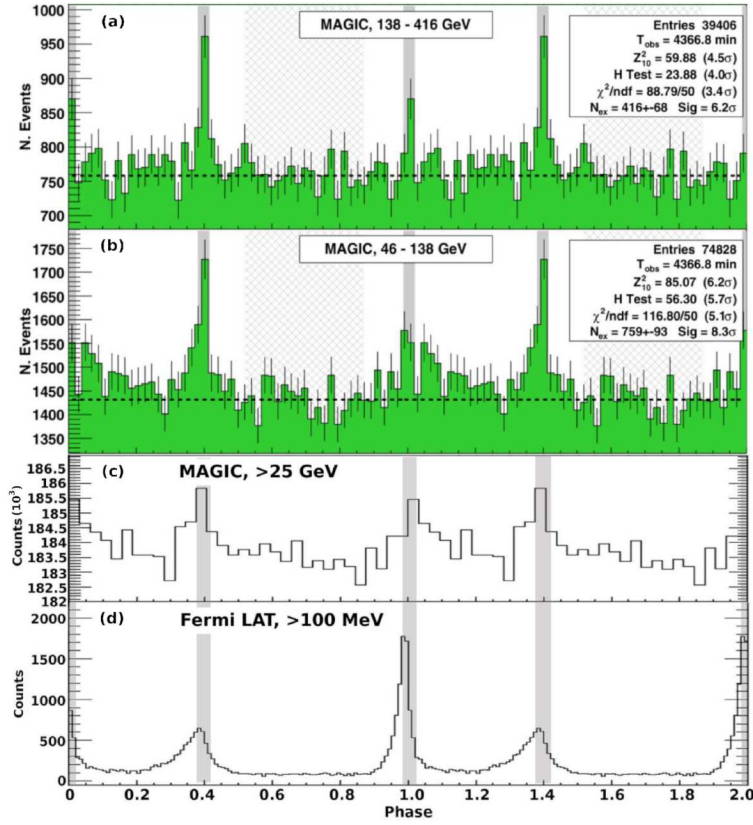 (a)
MAGIC, 138 - 416 GeV
Entries 39406
T_obs = 4366.8 min
Z²₁₀ = 59.88 (4.5σ)
H Test = 23.88 (4.0σ)
χ²/ndf = 88.79/50 (3.4σ)
N_ex = 416+-68 Sig = 6.2σ
N. Events
1000
950
900
850
800
750
700
(b)
MAGIC, 46 - 138 GeV
Entries 74828
T_obs = 4366.8 min
Z²₁₀ = 85.07 (6.2σ)
H Test = 56.30 (5.7σ)
χ²/ndf = 116.80/50 (5.1σ)
N_ex = 759+-93 Sig = 8.3σ
N. Events
1750
1700
1650
1600
1550
1500
1450
1400
1350
(c)
MAGIC, >25 GeV
Counts (10³)
186.5
186
185.5
185
184.5
184
183.5
183
182.5
182
(d)
Fermi LAT, >100 MeV
Counts
2000
1500
1000
500
0
0 0.2 0.4 0.6 0.8 1.0 1.2 1.4 1.6 1.8 2.0
Phase